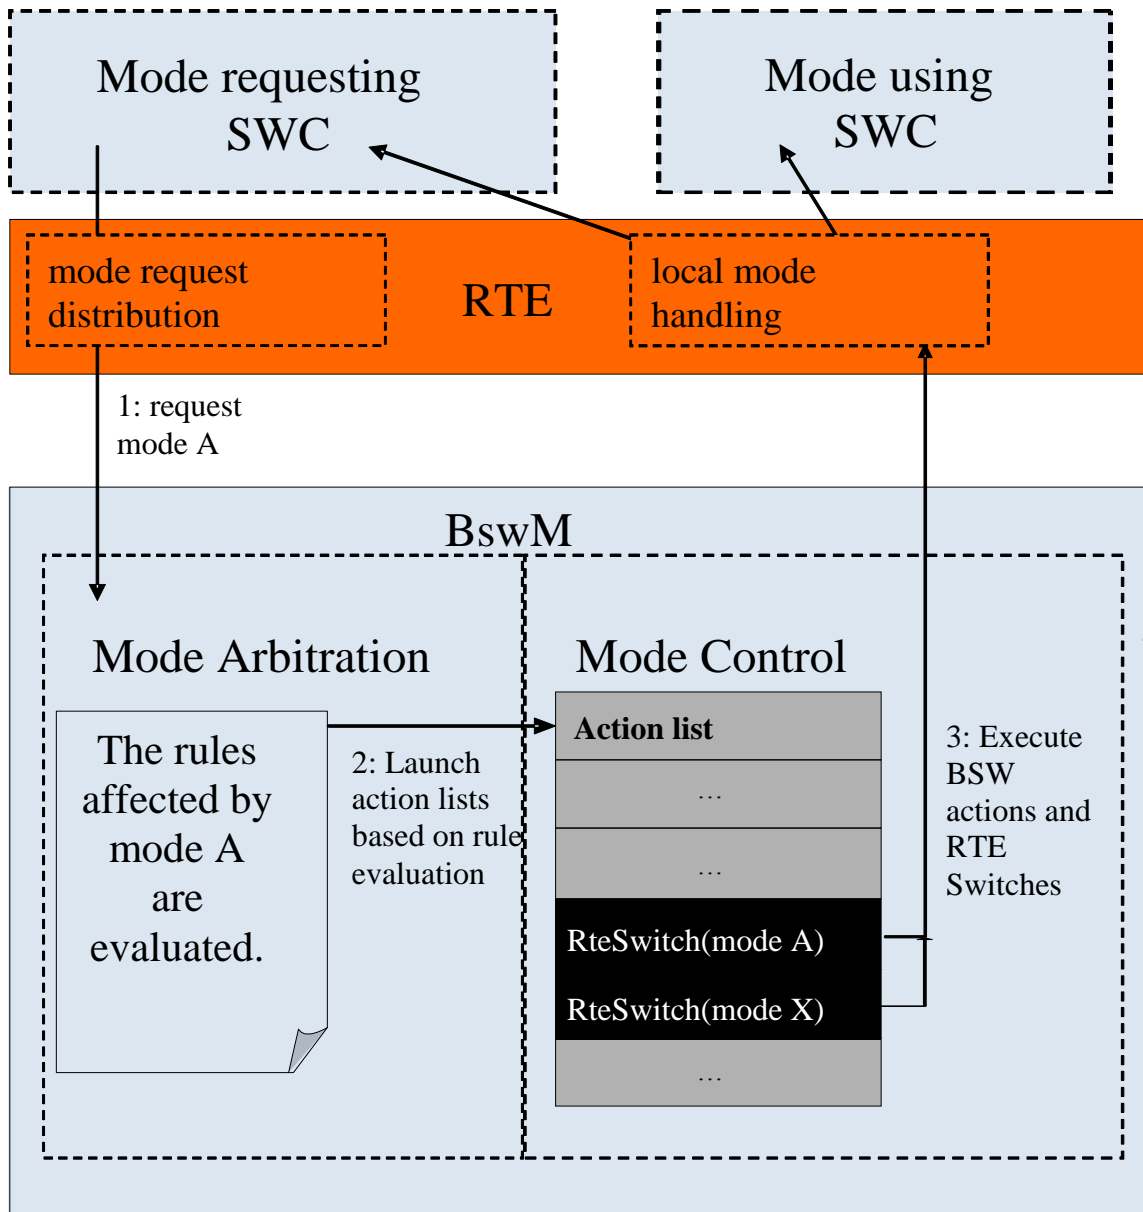 Mode requesting
SWC
Mode using
SWC
mode request
distribution
RTE
local mode
handling
1: request
mode A
BswM
Mode Arbitration
The rules
affected by
mode A
are
evaluated.
2: Launch
action lists
based on rule
evaluation
Mode Control
Action list
...
...
RteSwitch(mode A)
RteSwitch(mode X)
...
3: Execute
BSW
actions and
RTE
Switches